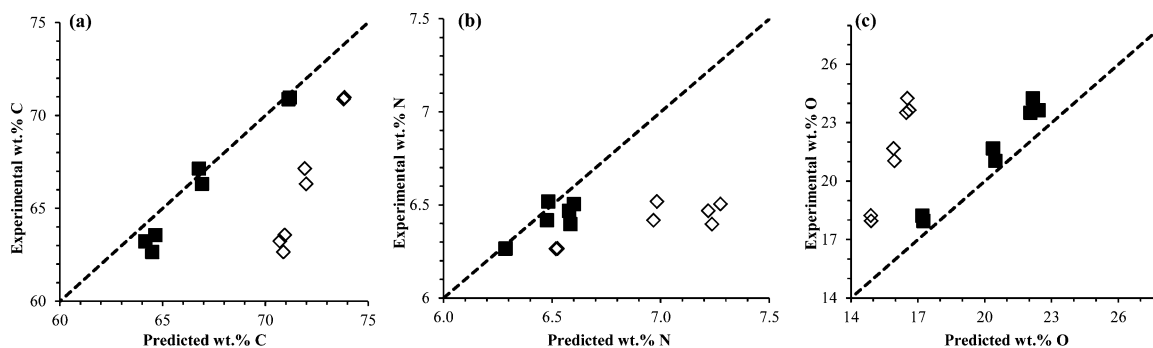 (a)
75
70
65
60
Experimental wt.% C
60
65
70
75
Predicted wt.% C
(b)
7.5
7
6.5
6
Experimental wt.% N
6.0
6.5
7.0
7.5
Predicted wt.% N
(c)
26
23
20
17
14
Experimental wt.% O
14
17
20
23
26
Predicted wt.% O